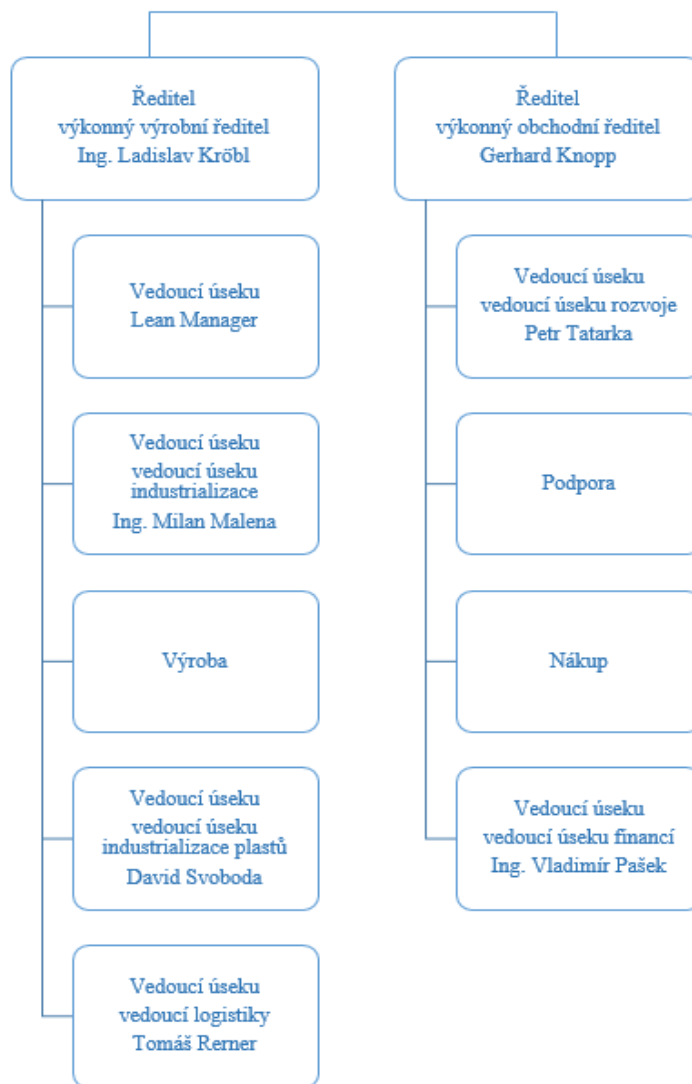 Ředitel
výkonný výrobní ředitel
Ing. Ladislav Kröbl
Vedoucí úseku
Lean Manager
Vedoucí úseku
vedoucí úseku
industrializace
Ing. Milan Malena
Výroba
Vedoucí úseku
vedoucí úseku
industrializace plastů
David Svoboda
Vedoucí úseku
vedoucí logistiky
Tomáš Rerner
Ředitel
výkonný obchodní ředitel
Gerhard Knopp
Vedoucí úseku
vedoucí úseku rozvoje
Petr Tatarka
Podpora
Nákup
Vedoucí úseku
vedoucí úseku financí
Ing. Vladimír Pašek